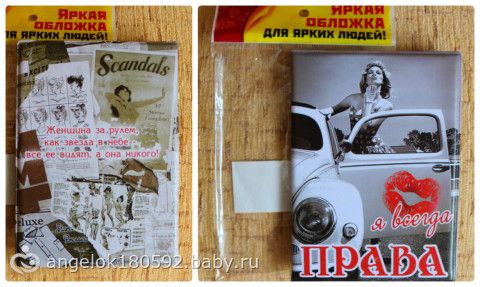 ЯРКАЯ
ОБЛОЖКА
ДЛЯ ЯРКИХ ЛЮДЕЙ!
Scandals
Женщина за рулем,
как звезда в небе -
все ее видят, а она никого!
eluxe
ЯРКАЯ
ОБЛОЖКА
ДЛЯ ЯРКИХ ЛЮДЕЙ!
я всегда
ПРАВА
angelok180592.baby.ru